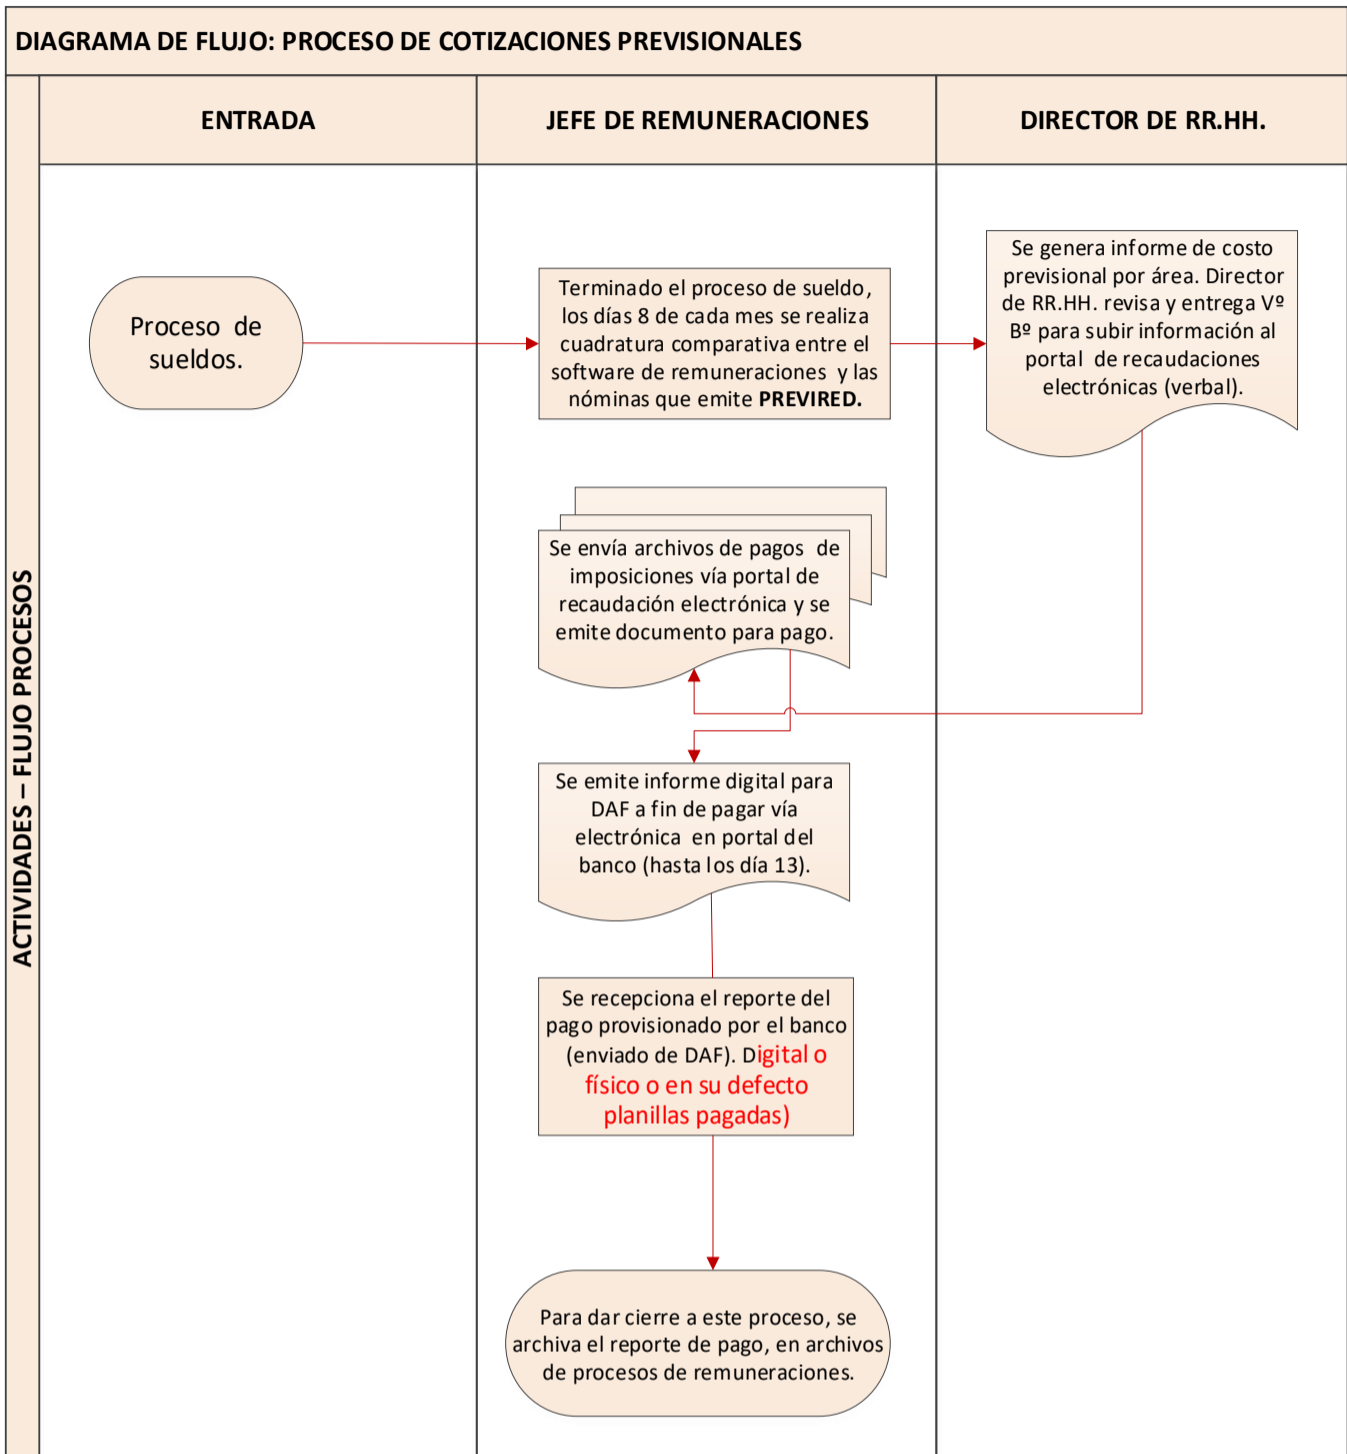 DIAGRAMA DE FLUJO: PROCESO DE COTIZACIONES PREVISIONALES
ACTIVIDADES – FLUJO PROCESOS
ENTRADA
JEFE DE REMUNERACIONES
DIRECTOR DE RR.HH.
Proceso de
sueldos.
Terminado el proceso de sueldo,
los días 8 de cada mes se realiza
cuadratura comparativa entre el
software de remuneraciones y las
nóminas que emite PREVIRED.
Se genera informe de costo
previsional por área. Director
de RR.HH. revisa y entrega Vº
Bº para subir información al
portal de recaudaciones
electrónicas (verbal).
Se envía archivos de pagos de
imposiciones vía portal de
recaudación electrónica y se
emite documento para pago.
Se emite informe digital para
DAF a fin de pagar vía
electrónica en portal del
banco (hasta los día 13).
Se recepciona el reporte del
pago provisionado por el banco
(enviado de DAF). Digital o
físico o en su defecto
planillas pagadas)
Para dar cierre a este proceso, se
archiva el reporte de pago, en archivos
de procesos de remuneraciones.